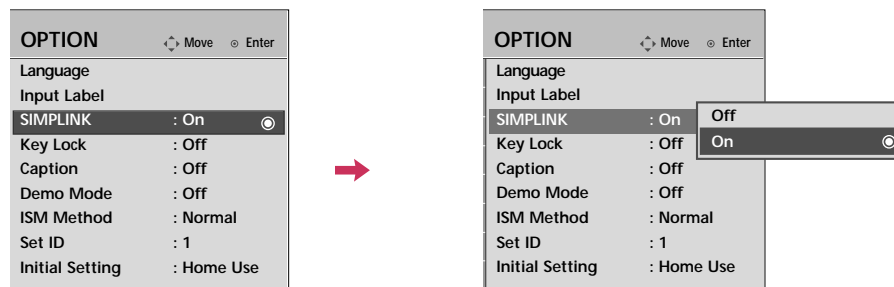 OPTION Move Enter
Language
Input Label
SIMPLINK : On
Key Lock : Off
Caption : Off
Demo Mode : Off
ISM Method : Normal
Set ID : 1
Initial Setting : Home Use
OPTION Move Enter
Language
Input Label
SIMPLINK : On
Key Lock : Off
Caption : Off
Demo Mode : Off
ISM Method : Normal
Set ID : 1
Initial Setting : Home Use
Off
On